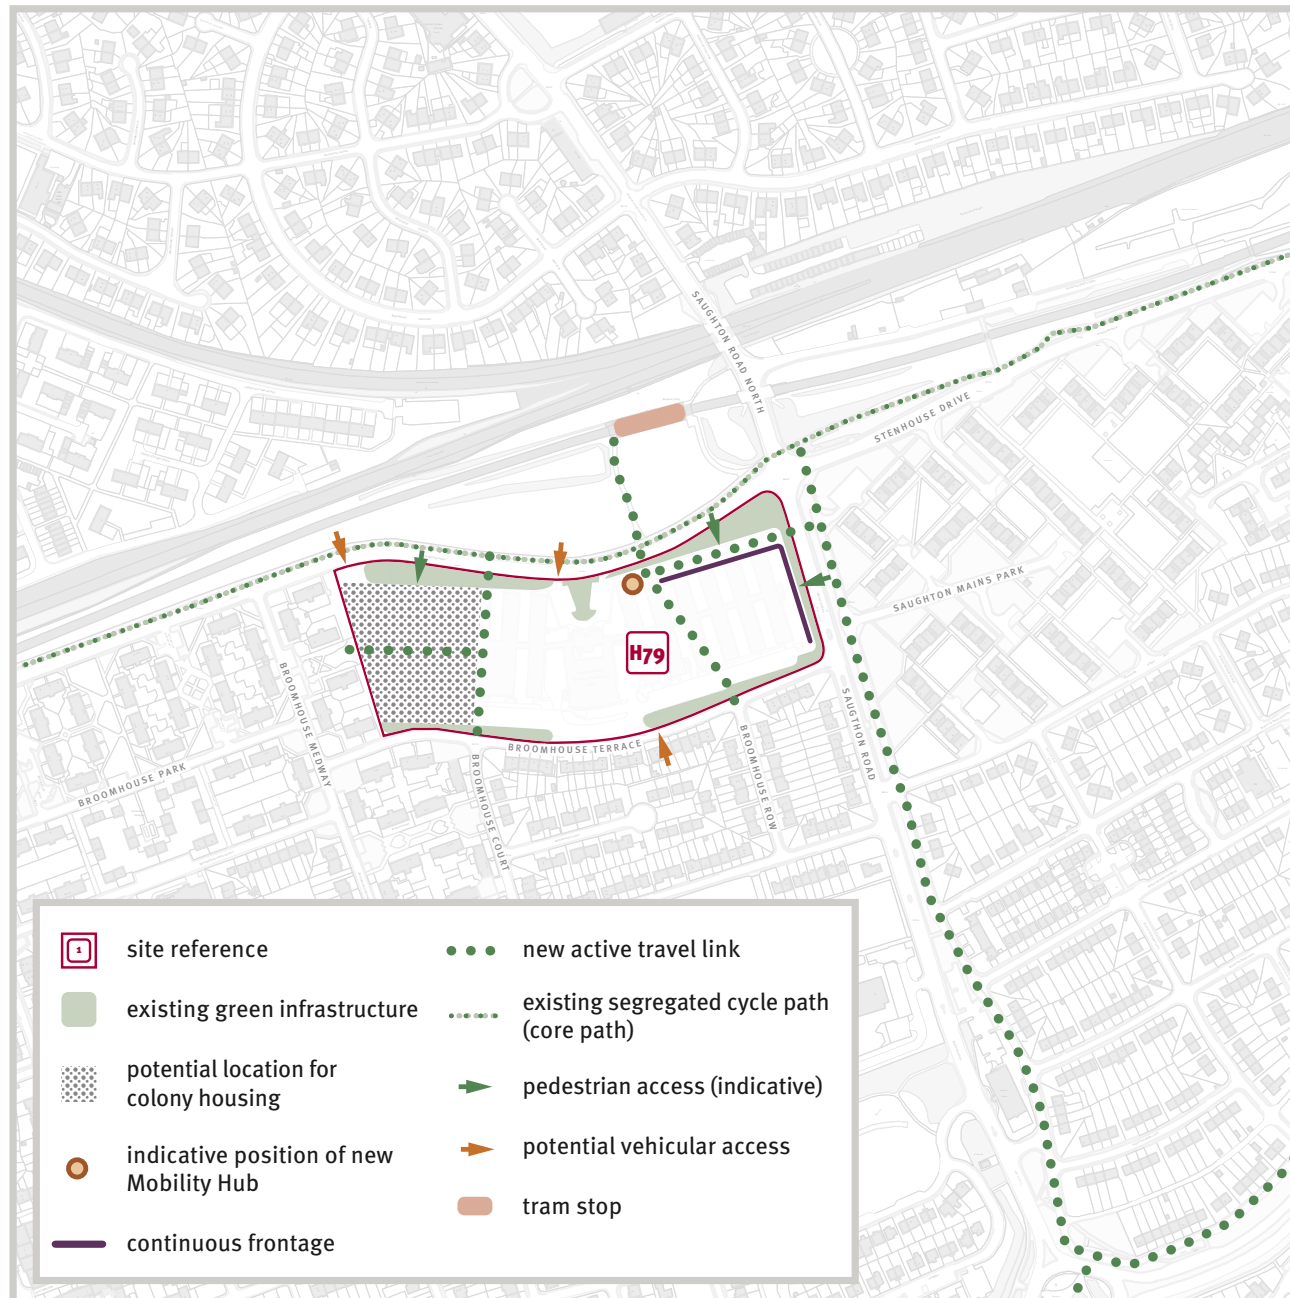 SAUGHTON ROAD NORTH
STENHOUSE DRIVE
SAUGHTON MAINS PARK
H79
BROOMHOUSE MEDWAY
BROOMHOUSE PARK
BROOMHOUSE TERRACE
BROOMHOUSE COURT
BROOMHOUSE ROW
SAUGTHON ROAD
1
site reference
existing green infrastructure
potential location for
colony housing
indicative position of new
Mobility Hub
continuous frontage
new active travel link
existing segregated cycle path
(core path)
pedestrian access (indicative)
potential vehicular access
tram stop